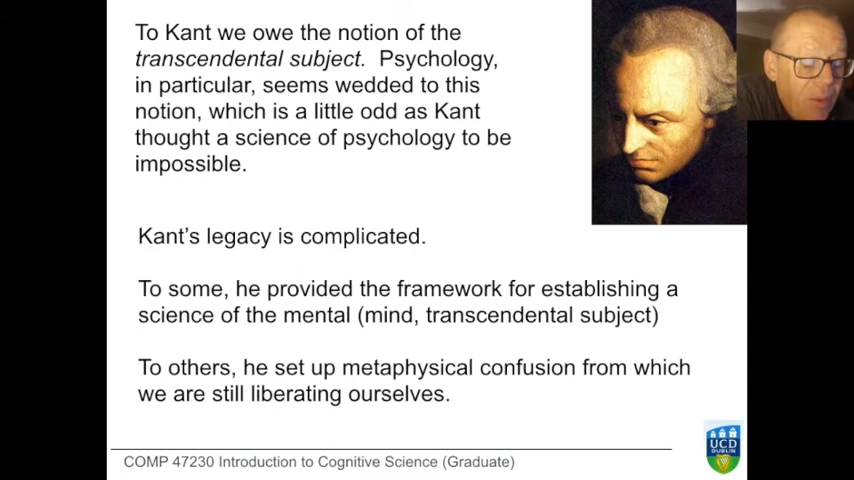 To Kant we owe the notion of the
transcendental subject. Psychology,
in particular, seems wedded to this
notion, which is a little odd as Kant
thought a science of psychology to be
impossible.
Kant's legacy is complicated.
To some, he provided the framework for establishing a
science of the mental (mind, transcendental subject)
To others, he set up metaphysical confusion from which
we are still liberating ourselves.
COMP 47230 Introduction to Cognitive Science (Graduate)
UCD
DUBLIN